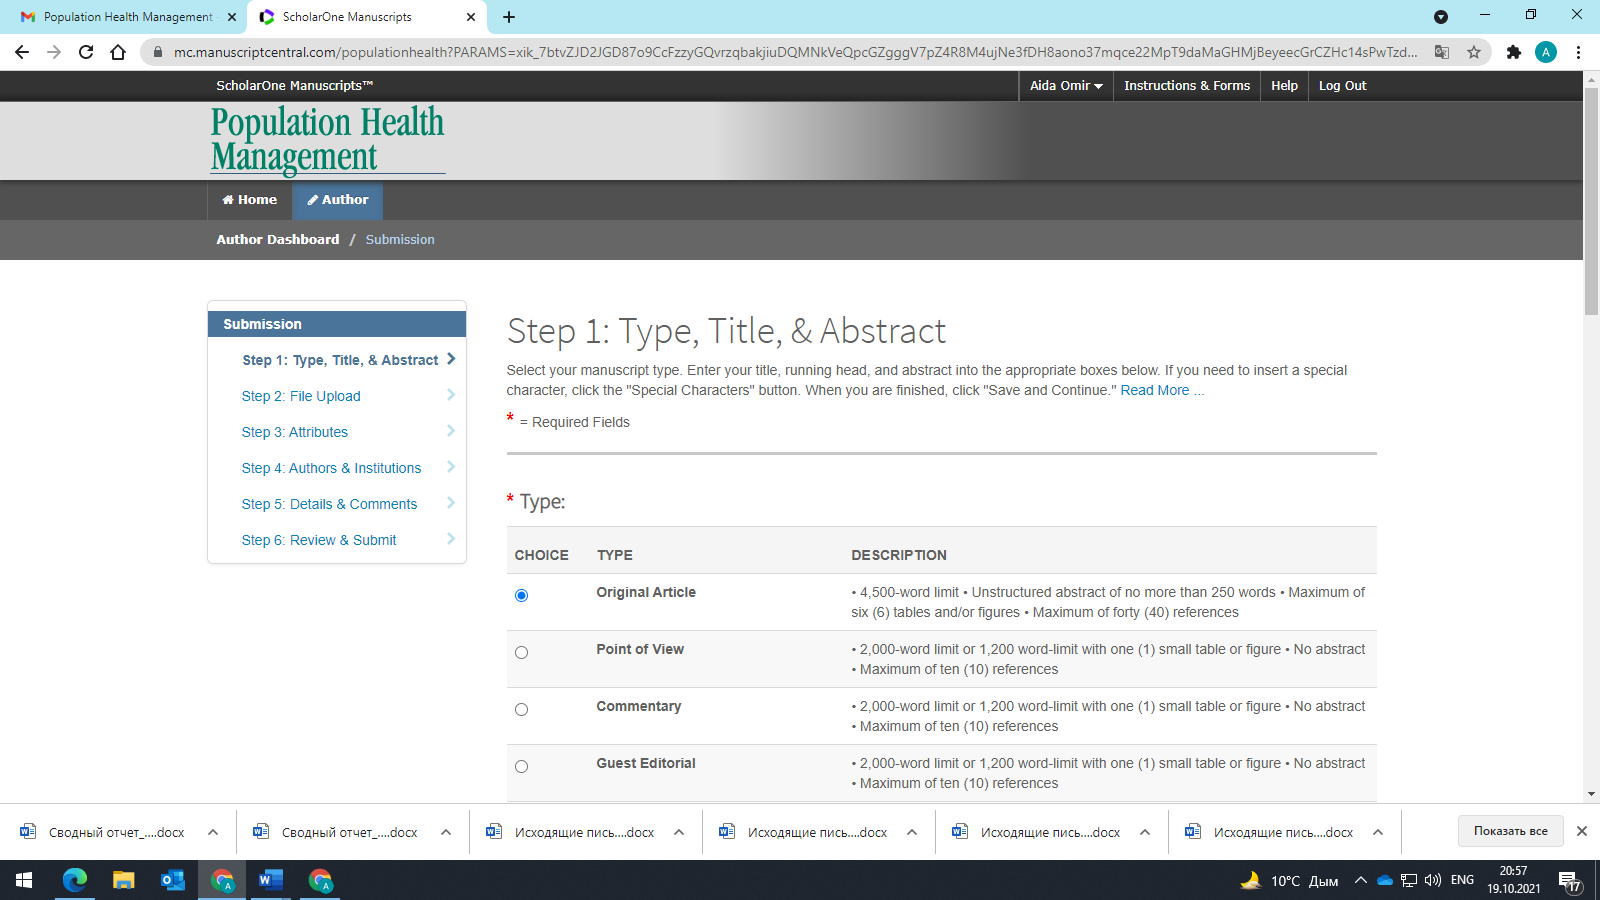 Population Health Management
ScholarOne Manuscripts
mc.manuscriptcentral.com/populationhealth?PARAMS=xik_7btvZJD2JGD87o9CcFzzyGQvrzqbakjiuDQMNkVeQpcGZgggV7pZ4R8M4ujNe3fDH8aono37mqce22MpT9daMaGHMjBeyeecGrCZHc14sPwTzd...
A
ScholarOne Manuscripts™
Aida Omir
Instructions & Forms
Help
Log Out
Population Health
Management
Home
Author
Author Dashboard / Submission
Submission
Step 1: Type, Title, & Abstract
Step 2: File Upload
Step 3: Attributes
Step 4: Authors & Institutions
Step 5: Details & Comments
Step 6: Review & Submit
Step 1: Type, Title, & Abstract
Select your manuscript type. Enter your title, running head, and abstract into the appropriate boxes below. If you need to insert a special
character, click the "Special Characters" button. When you are finished, click "Save and Continue." Read More ...
* = Required Fields
* Type:
CHOICE TYPE DESCRIPTION
Original Article
• 4,500-word limit • Unstructured abstract of no more than 250 words • Maximum of
six (6) tables and/or figures • Maximum of forty (40) references
Point of View
• 2,000-word limit or 1,200 word-limit with one (1) small table or figure • No abstract
• Maximum of ten (10) references
Commentary
• 2,000-word limit or 1,200 word-limit with one (1) small table or figure • No abstract
• Maximum of ten (10) references
Guest Editorial
• 2,000-word limit or 1,200 word-limit with one (1) small table or figure • No abstract
• Maximum of ten (10) references
Сводный отчет_....docx
Сводный отчет_....docx
Исходящие пись....docx
Исходящие пись....docx
Исходящие пись....docx
Исходящие пись....docx
Показать все
10°C Дым
ENG
20:57
19.10.2021
17